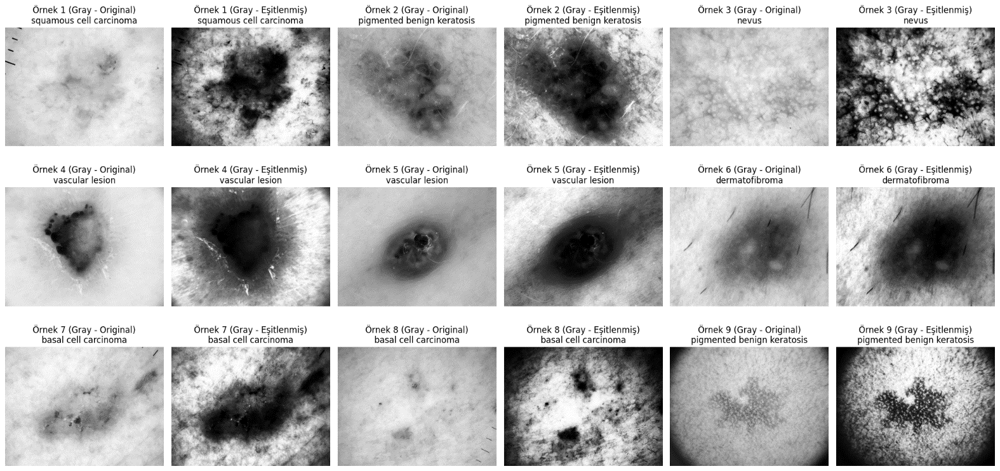 Örnek 1 (Gray - Original)
squamous cell carcinoma
Örnek 1 (Gray - Eşitlenmiş)
squamous cell carcinoma
Örnek 2 (Gray - Original)
pigmented benign keratosis
Örnek 2 (Gray - Eşitlenmiş)
pigmented benign keratosis
Örnek 3 (Gray - Original)
nevus
Örnek 3 (Gray - Eşitlenmiş)
nevus
Örnek 4 (Gray - Original)
vascular lesion
Örnek 4 (Gray - Eşitlenmiş)
vascular lesion
Örnek 5 (Gray - Original)
vascular lesion
Örnek 5 (Gray - Eşitlenmiş)
vascular lesion
Örnek 6 (Gray - Original)
dermatofibroma
Örnek 6 (Gray - Eşitlenmiş)
dermatofibroma
Örnek 7 (Gray - Original)
basal cell carcinoma
Örnek 7 (Gray - Eşitlenmiş)
basal cell carcinoma
Örnek 8 (Gray - Original)
basal cell carcinoma
Örnek 8 (Gray - Eşitlenmiş)
basal cell carcinoma
Örnek 9 (Gray - Original)
pigmented benign keratosis
Örnek 9 (Gray - Eşitlenmiş)
pigmented benign keratosis